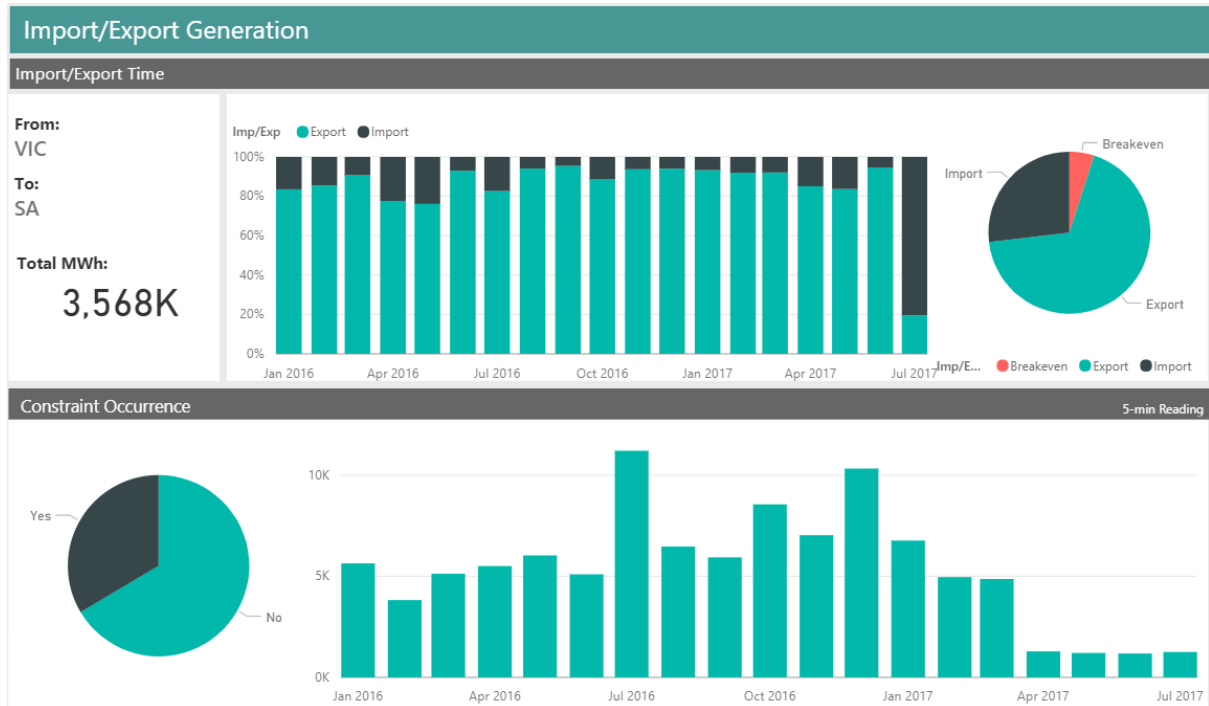 Import/Export Generation
Import/Export Time
From:
VIC
To:
SA
Total MWh:
3,568K
Imp/Exp Export Import
100%
80%
60%
40%
20%
0%
Jan 2016 Apr 2016 Jul 2016 Oct 2016 Jan 2017 Apr 2017 Jul 2017
Breakeven
Import
Export
Imp/E... Breakeven Export Import
Constraint Occurrence
5-min Reading
Yes
No
10K
5K
0K
Jan 2016 Apr 2016 Jul 2016 Oct 2016 Jan 2017 Apr 2017 Jul 2017